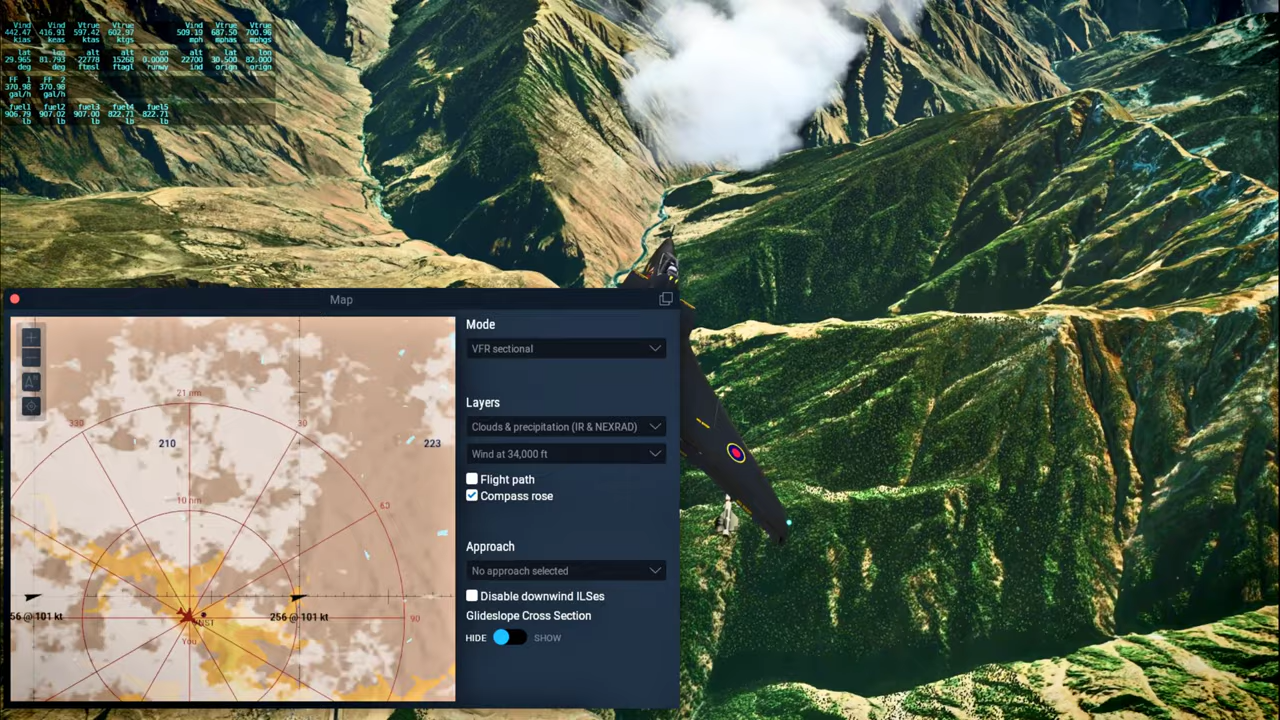 Vind Vind Vtrue Vtrue Vind Vtrue Vtrue
442.47 416.91 597.42 602.97 509.19 687.50 700.96
kias keas ktas ktgs mph mphas mphgs
lat lon alt alt on alt lat lon
29.965 81.793 22778 15268 0.0000 22700 30.500 82.000
deg deg ftmsl ftagl runwy ind orign orign
FF 1 FF 2
370.98 370.98
gal/h gal/h
fuel1 fuel2 fuel3 fuel4 fuel5
906.79 907.02 907.00 822.71 822.71
lb lb lb lb lb
Map
Mode
VFR sectional
Layers
Clouds & precipitation (IR & NEXRAD)
Wind at 34,000 ft
Flight path
Compass rose
Approach
No approach selected
Disable downwind ILSes
Glideslope Cross Section
HIDE SHOW
21 nm
330 30
210 223
10 nm
60
56 @ 101 kt 256 @ 101 kt 90
You